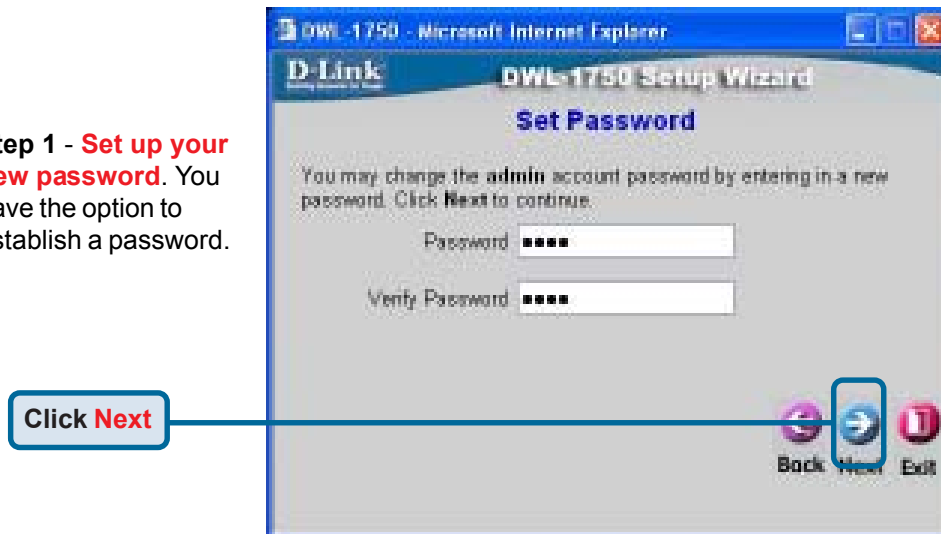 DWL-1750 - Microsoft Internet Explorer
D-Link
DWL-1750 Setup Wizard
Set Password
tep 1 - Set up your
ew password. You
ave the option to
stablish a password.
You may change the admin account password by entering in a new
password. Click Next to continue.
Password ••••
Verify Password ••••
Click Next
Back Next Exit